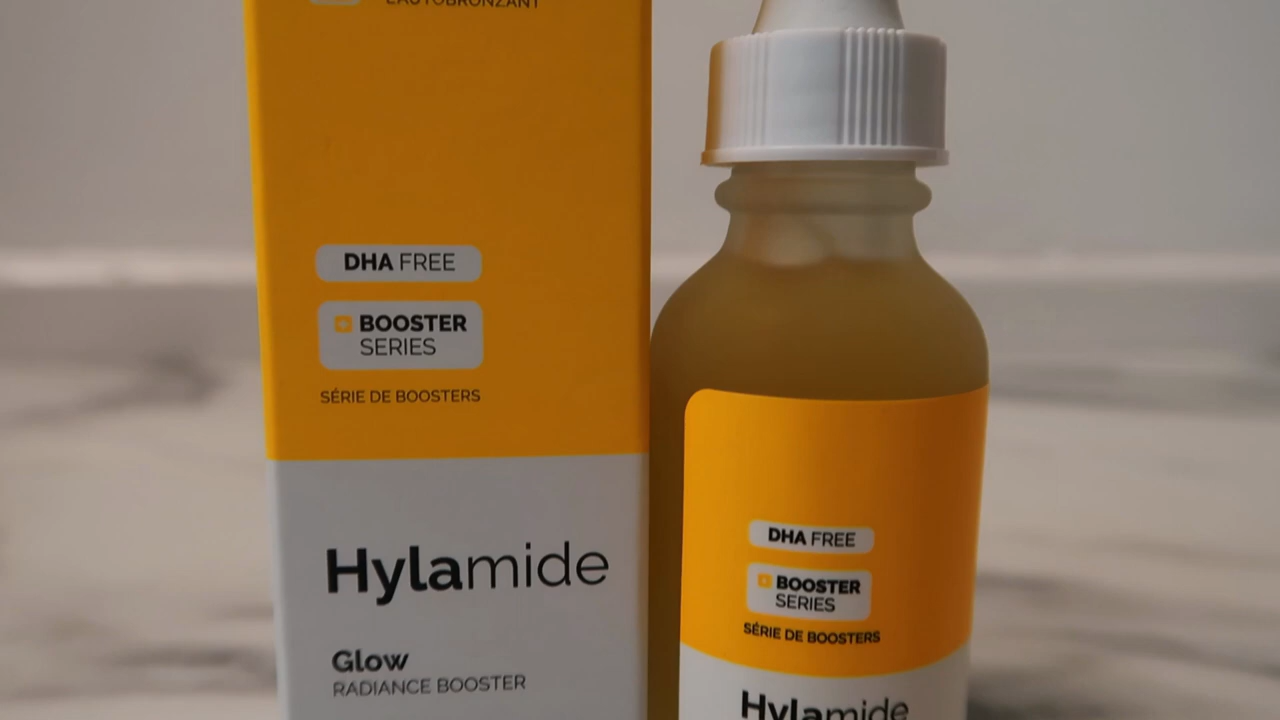 L'AUTOBRONZANT
DHA FREE
BOOSTER
SERIES
SÉRIE DE BOOSTERS
Hylamide
Glow
RADIANCE BOOSTER
DHA FREE
BOOSTER
SERIES
SÉRIE DE BOOSTERS
Hylamide